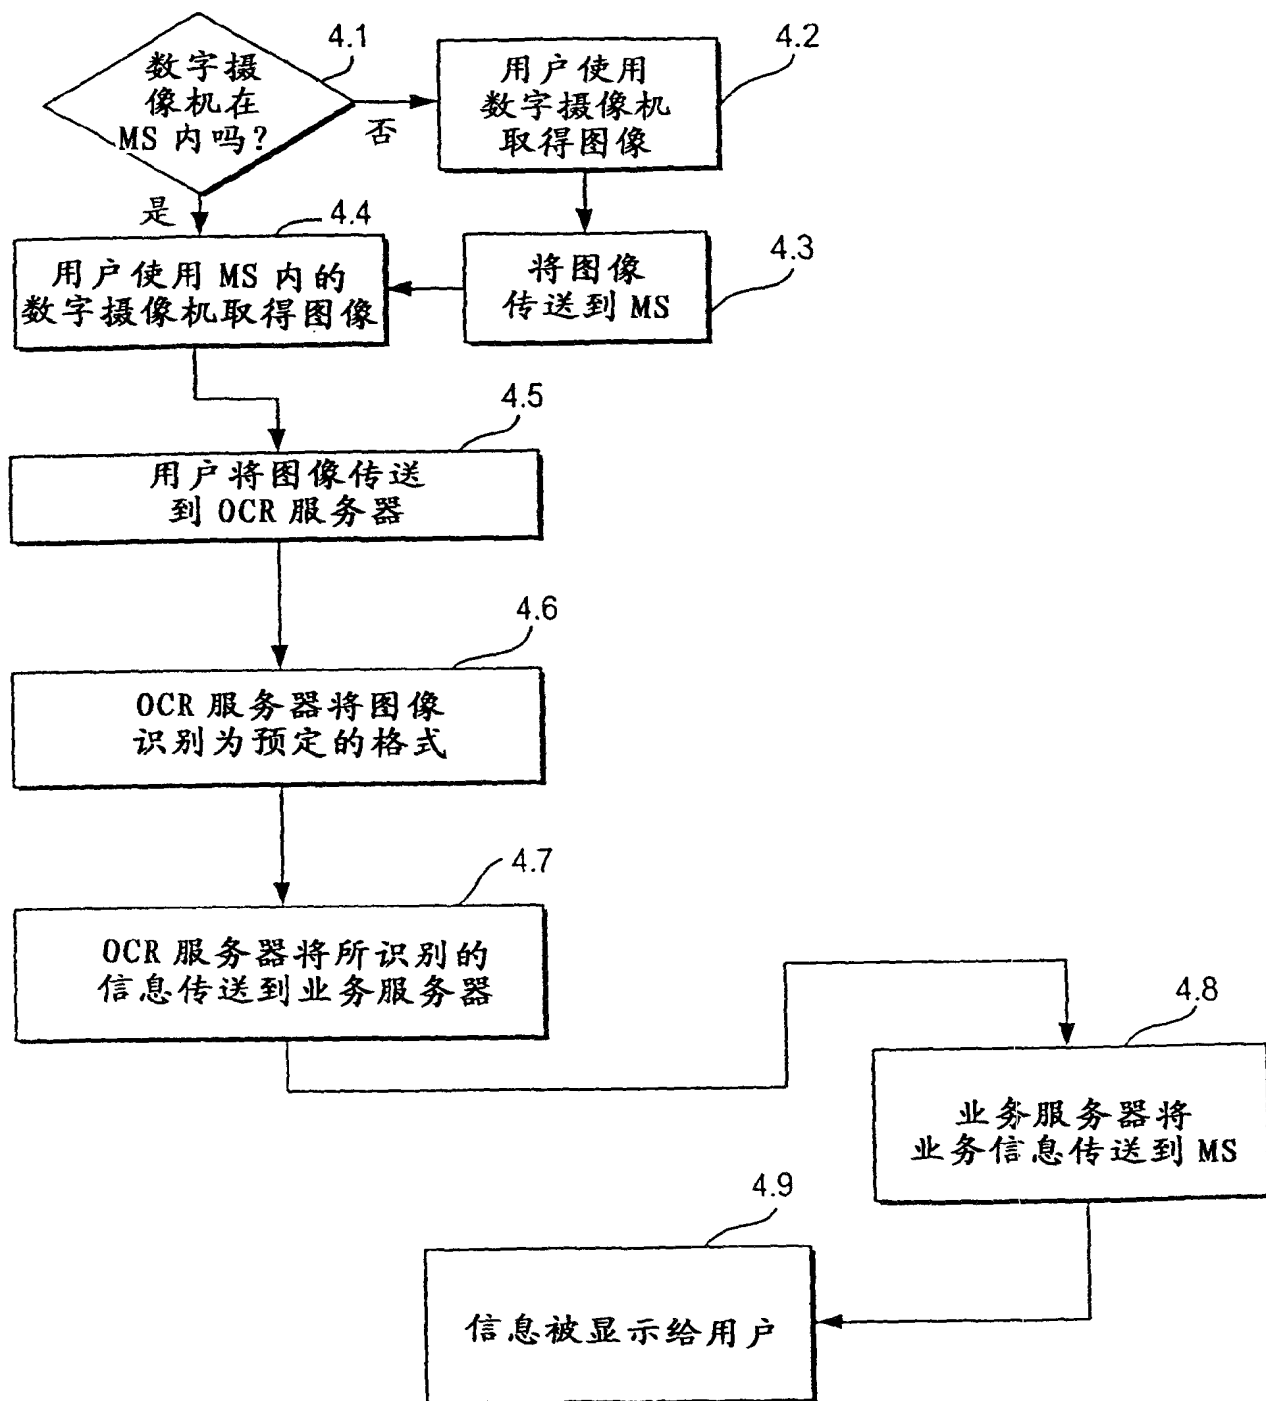 4.1
数字摄
像机在
MS 内吗？
否
是
4.2
用户使用
数字摄像机
取得图像
4.3
将图像
传送到 MS
4.4
用户使用 MS 内的
数字摄像机取得图像
4.5
用户将图像传送
到 OCR 服务器
4.6
OCR 服务器将图像
识别为预定的格式
4.7
OCR 服务器将所识别的
信息传送到业务服务器
4.8
业务服务器将
业务信息传送到 MS
4.9
信息被显示给用户